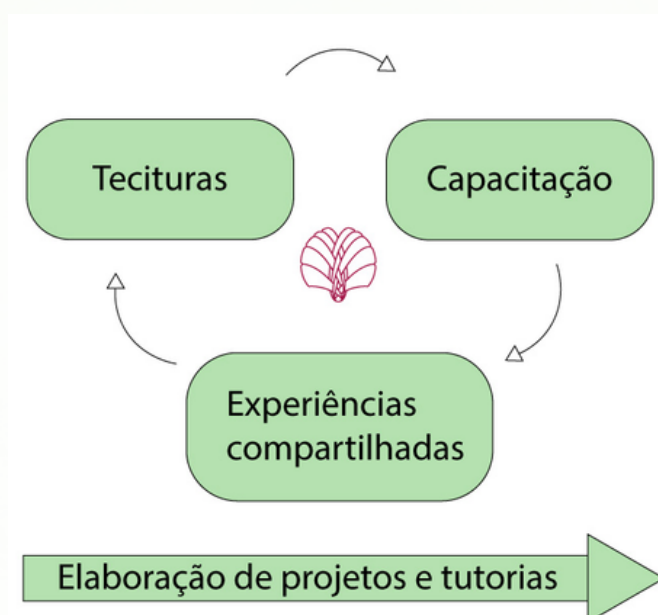 Tecituras
Capacitação
Experiências
compartilhadas
Elaboração de projetos e tutorias